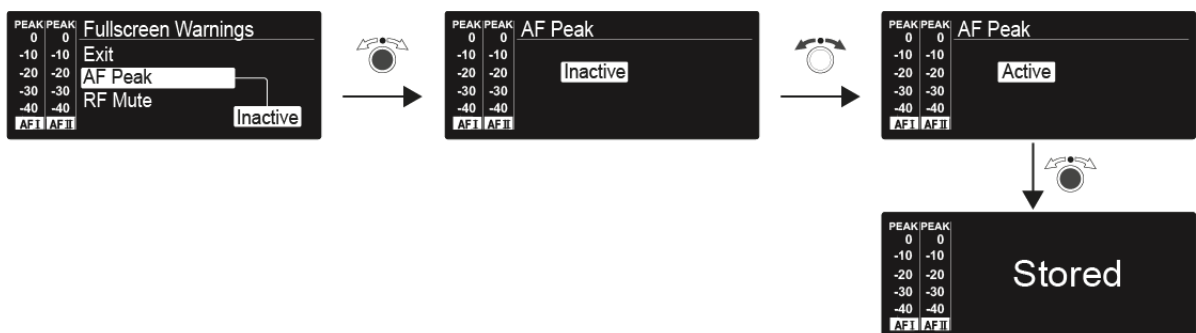 PEAK PEAK Fullscreen Warnings
0 0
-10 -10 Exit
-20 -20 AF Peak
-30 -30 RF Mute
-40 -40 Inactive
AF I AF II
PEAK PEAK AF Peak
0 0
-10 -10
-20 -20 Inactive
-30 -30
-40 -40
AF I AF II
PEAK PEAK AF Peak
0 0
-10 -10
-20 -20 Active
-30 -30
-40 -40
AF I AF II
PEAK PEAK
0 0
-10 -10
-20 -20 Stored
-30 -30
-40 -40
AF I AF II